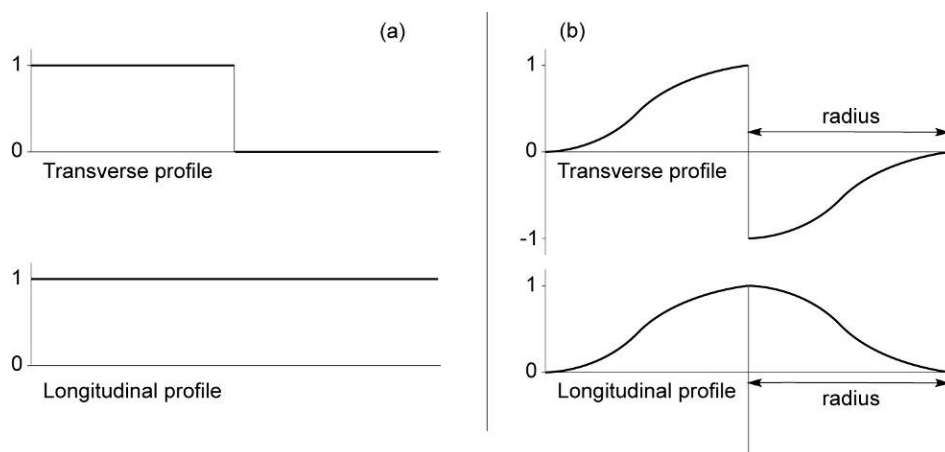 (a)
1
0
Transverse profile
1
0
Longitudinal profile
(b)
1
radius
0
Transverse profile
-1
1
0
Longitudinal profile
radius